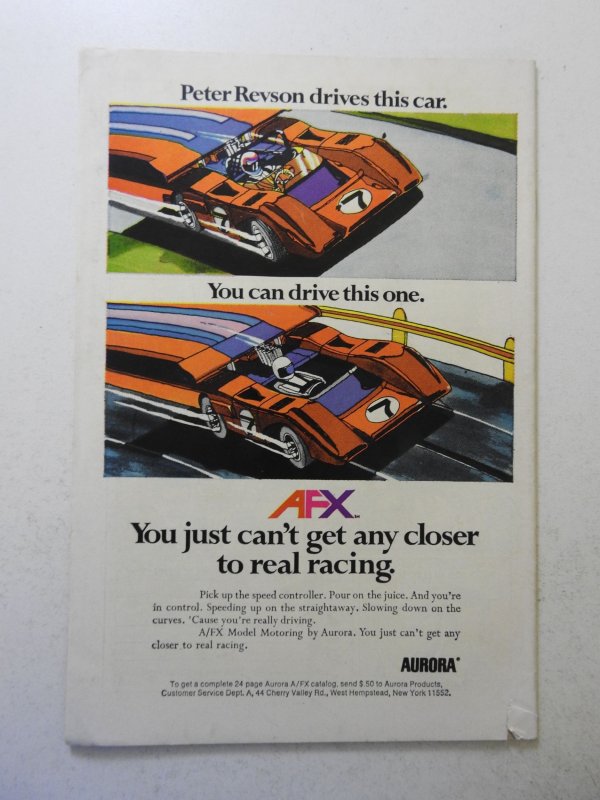 Peter Revson drives this car.
7
7
You can drive this one.
7
7
AFX™
You just can't get any closer
to real racing.
Pick up the speed controller. Pour on the juice. And you're
in control. Speeding up on the straightaway. Slowing down on the
curves. 'Cause you're really driving.
A/FX Model Motoring by Aurora. You just can't get any
closer to real racing.
AURORA®
To get a complete 24 page Aurora A/FX catalog, send $.50 to Aurora Products,
Customer Service Dept. A, 44 Cherry Valley Rd., West Hempstead, New York 11552.